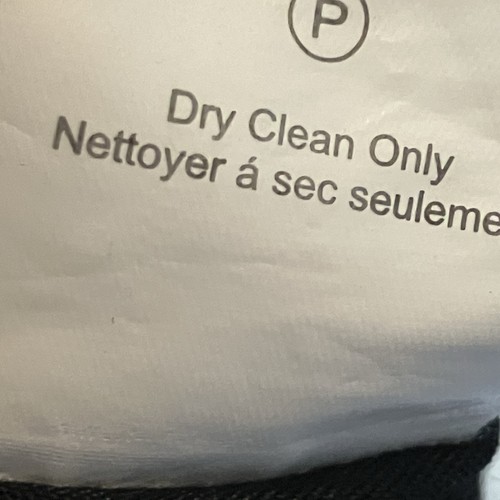 P
Dry Clean Only
Nettoyer á sec seuleme